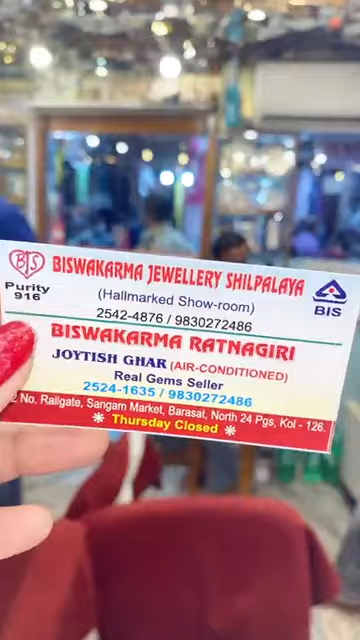 BJS
BISWAKARMA JEWELLERY SHILPALAYA
Purity
916
(Hallmarked Show-room)
BIS
2542-4876 / 9830272486
BISWAKARMA RATNAGIRI
JOYTISH GHAR (AIR-CONDITIONED)
Real Gems Seller
2524-1635 / 9830272486
No. Railgate, Sangam Market, Barasat, North 24 Pgs, Kol - 126.
Thursday Closed